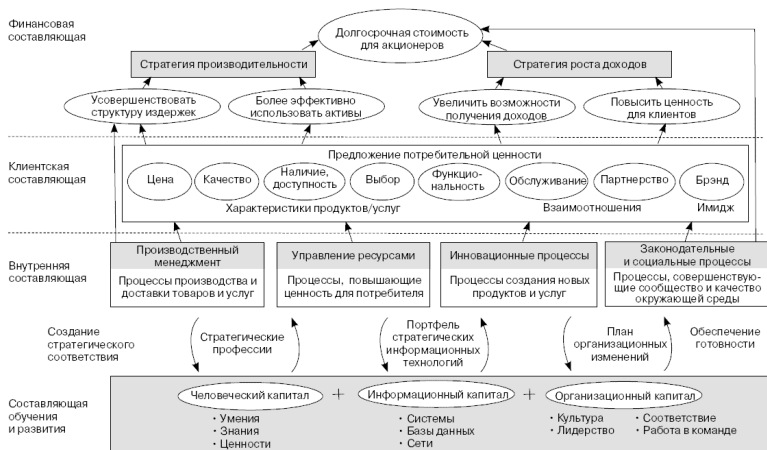 Финансовая
составляющая
Долгосрочная стоимость
для акционеров
Стратегия производительности
Стратегия роста доходов
Усовершенствовать
структуру издержек
Более эффективно
использовать активы
Увеличить возможности
получения доходов
Повысить ценность
для клиентов
Клиентская
составляющая
Предложение потребительной ценности
Цена
Качество
Наличие,
доступность
Выбор
Функцио-
нальность
Обслуживание
Партнерство
Брэнд
Характеристики продуктов/услуг
Взаимоотношения
Имидж
Внутренняя
составляющая
Производственный
менеджмент
Процессы производства и
доставки товаров и услуг
Управление ресурсами
Процессы, повышающие
ценность для потребителя
Инновационные процессы
Процессы создания новых
продуктов и услуг
Законодательные
и социальные процессы
Процессы, совершенствую-
щие сообщество и качество
окружающей среды
Создание
стратегического
соответствия
Стратегические
профессии
Портфель
стратегических
информационных
технологий
План
организационных
изменений
Обеспечение
готовности
Составляющая
обучения
и развития
Человеческий капитал
+
Информационный капитал
+
Организационный капитал
· Умения
· Знания
· Ценности
· Системы
· Базы данных
· Сети
· Культура
· Лидерство
· Соответствие
· Работа в команде